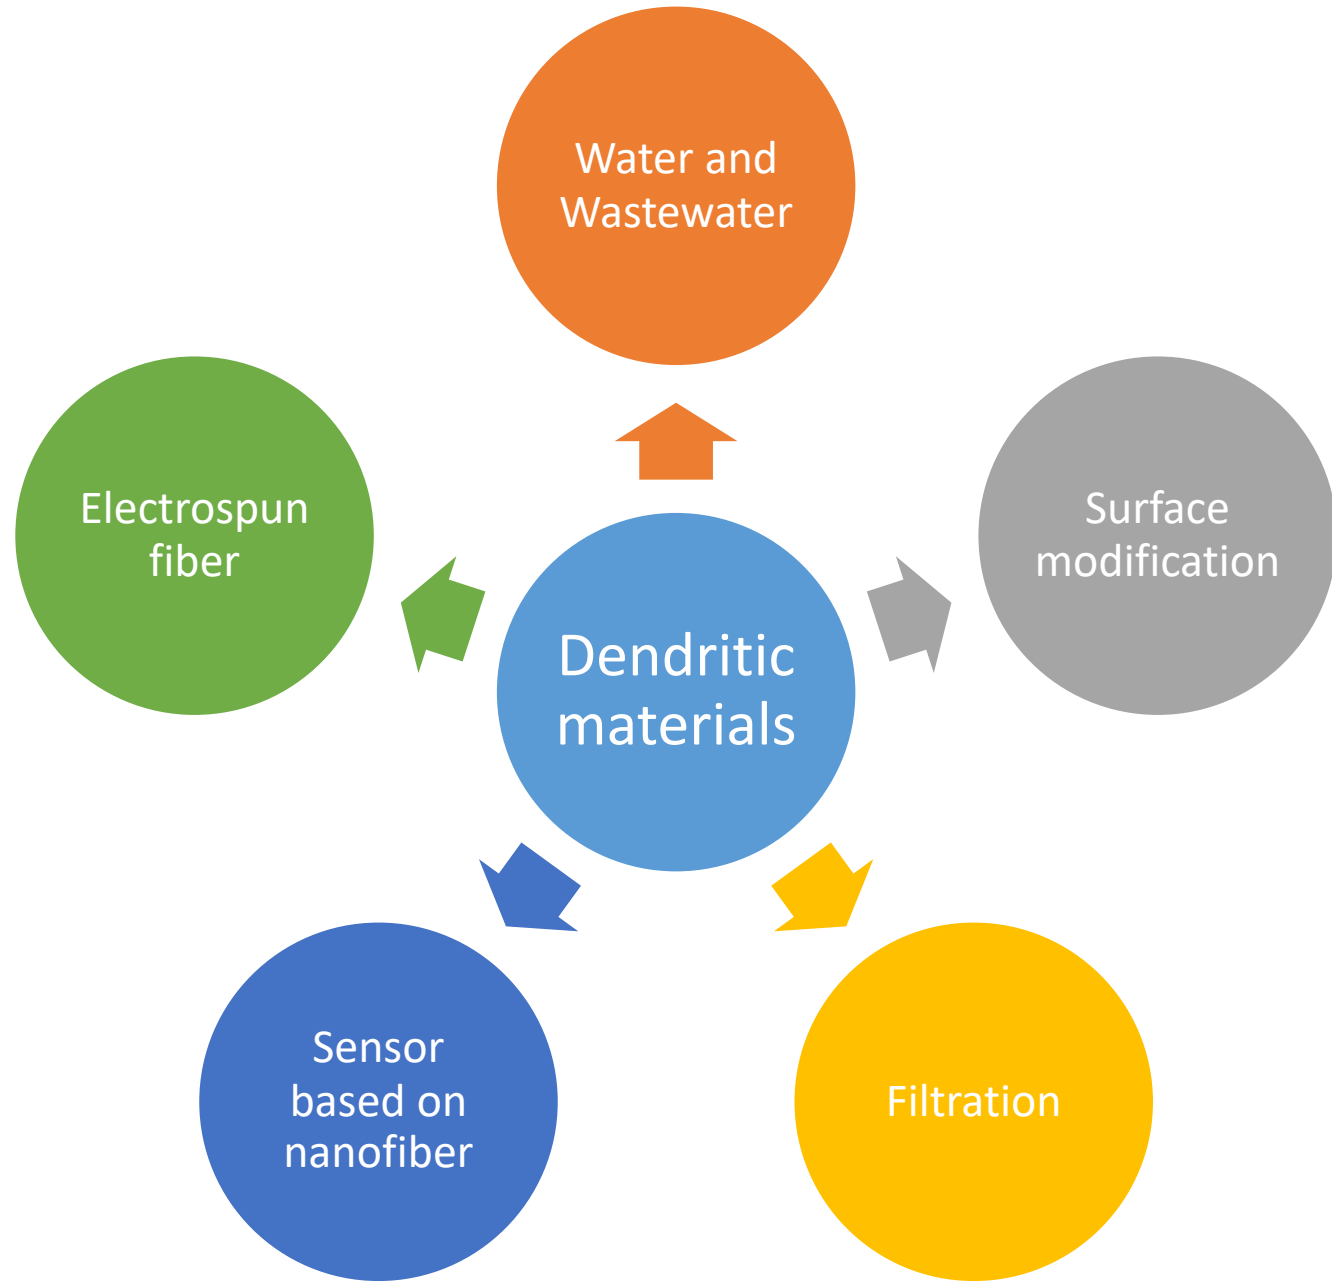 Water and
Wastewater
Surface
modification
Filtration
Sensor
based on
nanofiber
Electrospun
fiber
Dendritic
materials